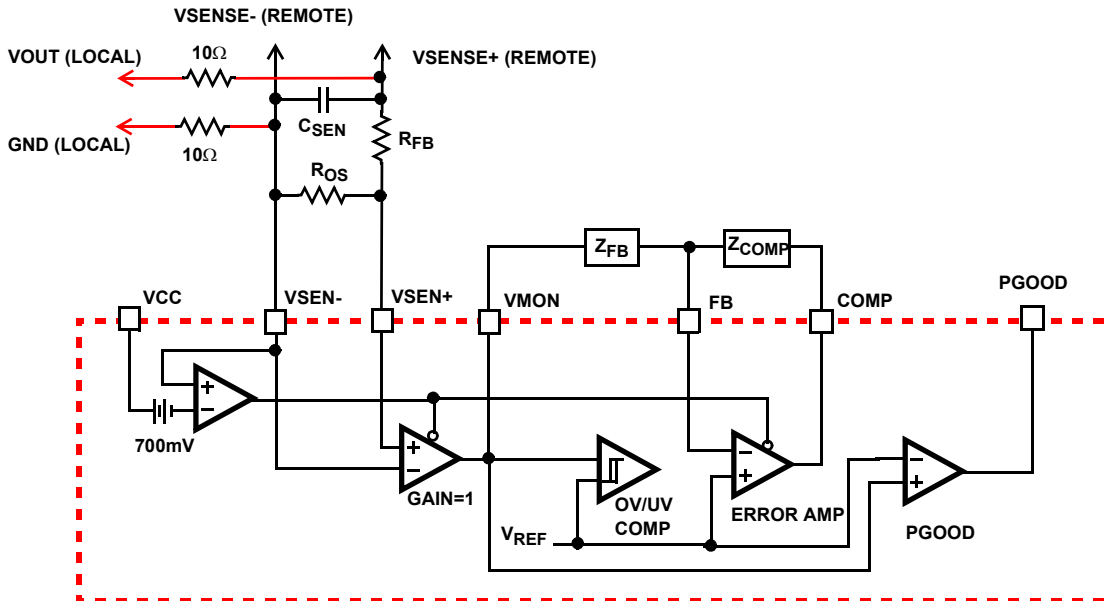 VSENSE- (REMOTE)
VOUT (LOCAL)
10Ω
VSENSE+ (REMOTE)
CSEN
GND (LOCAL)
10Ω
RFB
ROS
ZFB
ZCOMP
VCC
VSEN-
VSEN+
VMON
FB
COMP
PGOOD
+
−
700mV
+
−
GAIN=1
OV/UV
COMP
−
+
ERROR AMP
−
+
PGOOD
VREF